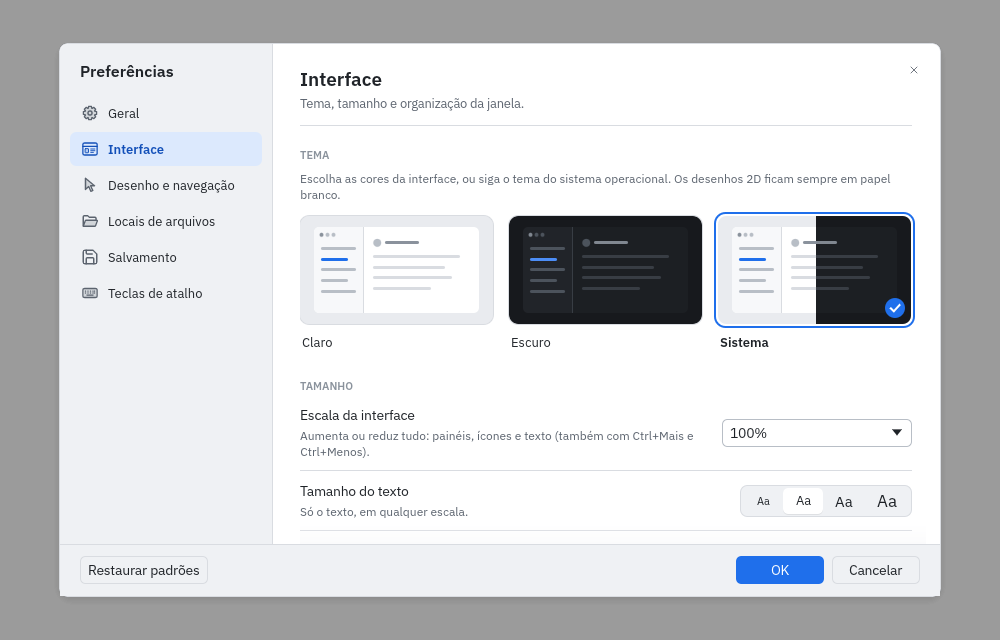 Preferências
Geral
Interface
Desenho e navegação
Locais de arquivos
Salvamento
Teclas de atalho
Interface
Tema, tamanho e organização da janela.
TEMA
Escolha as cores da interface, ou siga o tema do sistema operacional. Os desenhos 2D ficam sempre em papel
branco.
Claro
Escuro
Sistema
TAMANHO
Escala da interface
Aumenta ou reduz tudo: painéis, ícones e texto (também com Ctrl+Mais e
Ctrl+Menos).
100%
Tamanho do texto
Só o texto, em qualquer escala.
Aa Aa Aa Aa
Restaurar padrões
OK
Cancelar